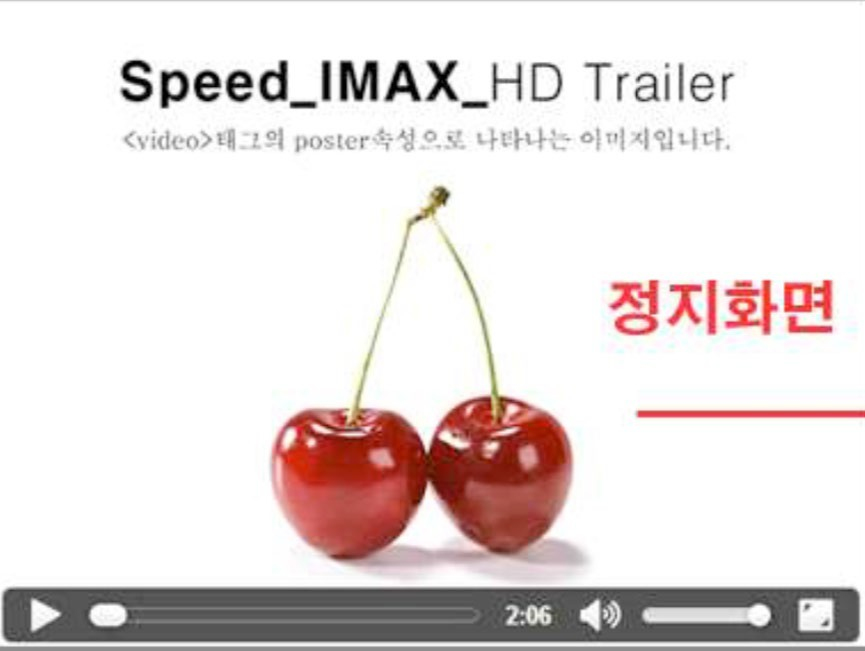 Speed_IMAX_HD Trailer
<video>태그의 poster속성으로 나타나는 이미지입니다.
정지화면
2:06